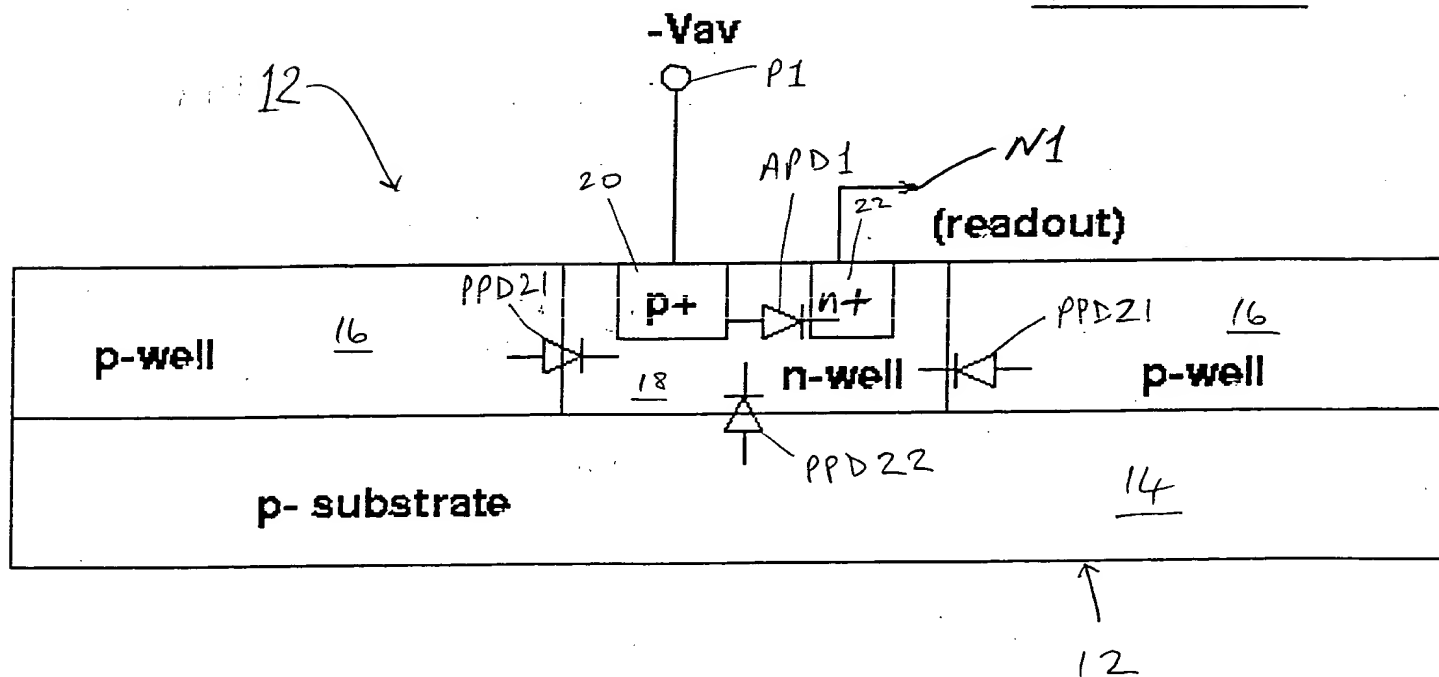 -Vav
P1
12
N1
APD1
20
22
(readout)
PPD21
p+
n+
PPD21
16
16
p-well
18
n-well
p-well
PPD22
14
p- substrate
12